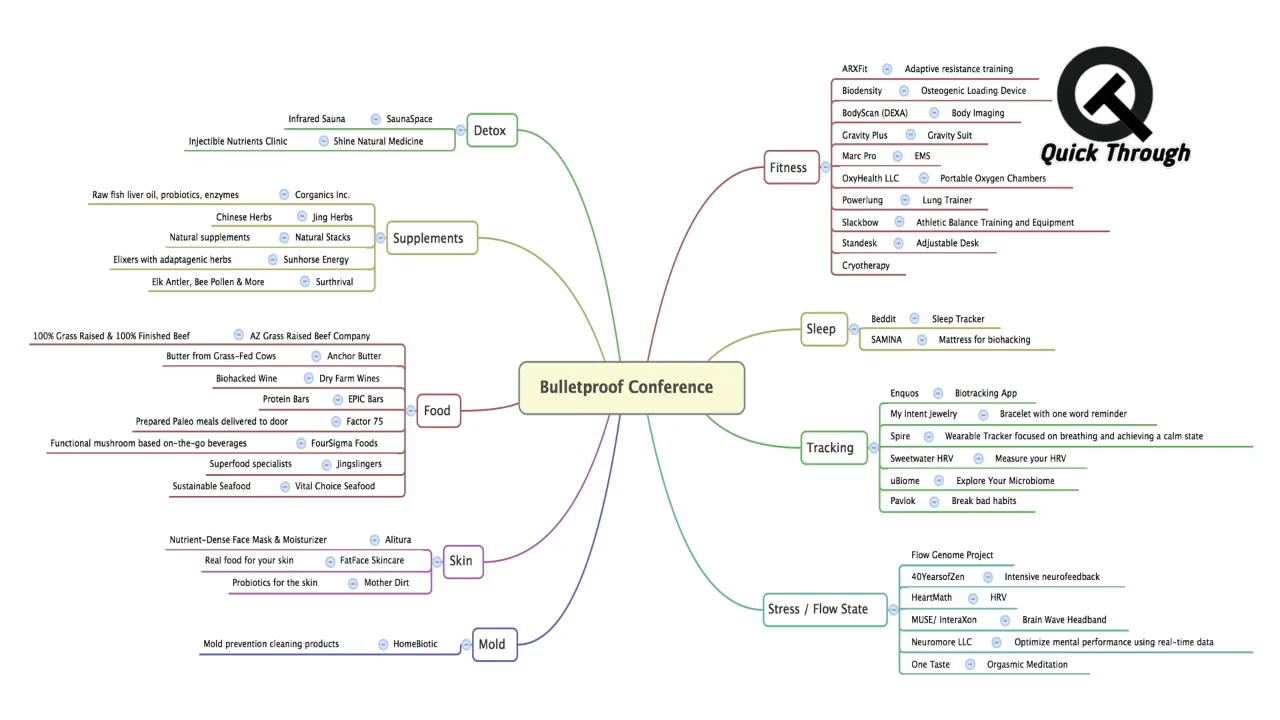 Bulletproof Conference
Detox
Infrared Sauna SaunaSpace
Injectible Nutrients Clinic Shine Natural Medicine
Supplements
Raw fish liver oil, probiotics, enzymes Corganics Inc.
Chinese Herbs Jing Herbs
Natural supplements Natural Stacks
Elixers with adaptagenic herbs Sunhorse Energy
Elk Antler, Bee Pollen & More Surthrival
Food
100% Grass Raised & 100% Finished Beef AZ Grass Raised Beef Company
Butter from Grass-Fed Cows Anchor Butter
Biohacked Wine Dry Farm Wines
Protein Bars EPIC Bars
Prepared Paleo meals delivered to door Factor 75
Functional mushroom based on-the-go beverages FourSigma Foods
Superfood specialists Jingslingers
Sustainable Seafood Vital Choice Seafood
Skin
Nutrient-Dense Face Mask & Moisturizer Alitura
Real food for your skin FatFace Skincare
Probiotics for the skin Mother Dirt
Mold
Mold prevention cleaning products HomeBiotic
Fitness
ARXFit Adaptive resistance training
Biodensity Osteogenic Loading Device
BodyScan (DEXA) Body Imaging
Gravity Plus Gravity Suit
Marc Pro EMS
OxyHealth LLC Portable Oxygen Chambers
Powerlung Lung Trainer
Slackbow Athletic Balance Training and Equipment
Standesk Adjustable Desk
Cryotherapy
Sleep
Beddit Sleep Tracker
SAMINA Mattress for biohacking
Tracking
Enquos Biotracking App
My Intent Jewelry Bracelet with one word reminder
Spire Wearable Tracker focused on breathing and achieving a calm state
Sweetwater HRV Measure your HRV
uBiome Explore Your Microbiome
Pavlok Break bad habits
Stress / Flow State
Flow Genome Project
40YearsofZen Intensive neurofeedback
HeartMath HRV
MUSE/ InteraXon Brain Wave Headband
Neuromore LLC Optimize mental performance using real-time data
One Taste Orgasmic Meditation
Quick Through